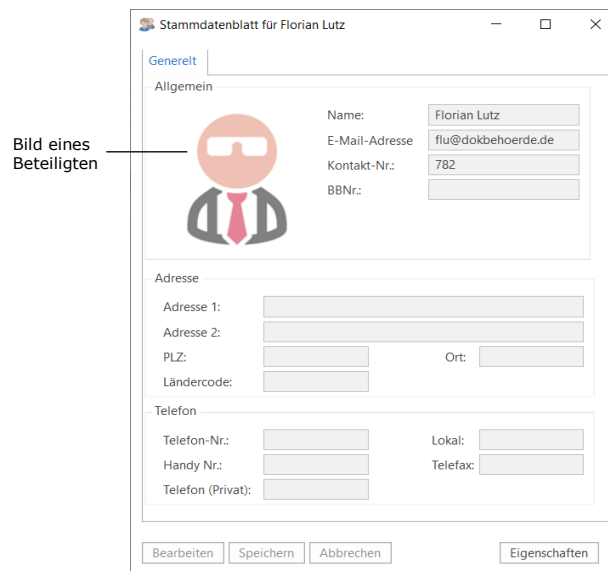 Stammdatenblatt für Florian Lutz
Generelt
Allgemein
Bild eines
Beteiligten
Name: Florian Lutz
E-Mail-Adresse flu@dokbehoerde.de
Kontakt-Nr.: 782
BBNr.:
Adresse
Adresse 1:
Adresse 2:
PLZ: Ort:
Ländercode:
Telefon
Telefon-Nr.: Lokal:
Handy Nr.: Telefax:
Telefon (Privat):
Bearbeiten Speichern Abbrechen Eigenschaften